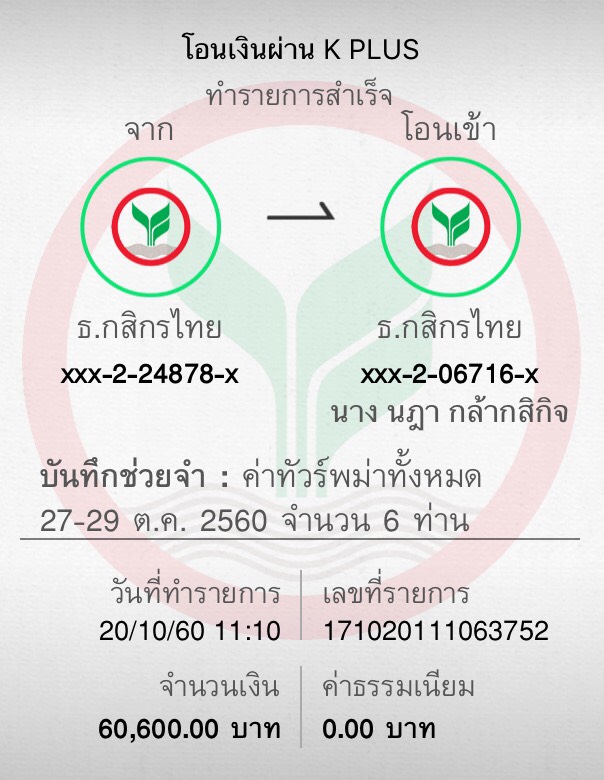 โอนเงินผ่าน K PLUS
ทำรายการสำเร็จ
จาก
โอนเข้า
ธ.กสิกรไทย
ธ.กสิกรไทย
xxx-2-24878-x
xxx-2-06716-x
นาง นฎา กล้ากสิกิจ
บันทึกช่วยจำ : ค่าทัวร์พม่าทั้งหมด
27-29 ต.ค. 2560 จำนวน 6 ท่าน
วันที่ทำรายการ
เลขที่รายการ
20/10/60 11:10
171020111063752
จำนวนเงิน
ค่าธรรมเนียม
60,600.00 บาท
0.00 บาท